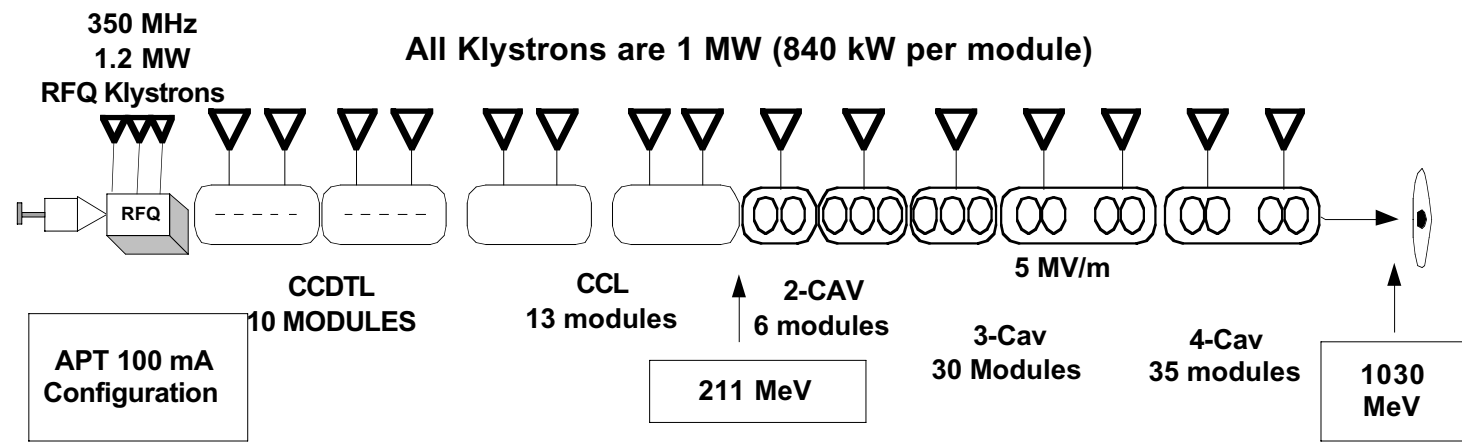 350 MHz
1.2 MW
RFQ Klystrons
All Klystrons are 1 MW (840 kW per module)
RFQ
5 MV/m
CCDTL
10 MODULES
CCL
13 modules
2-CAV
6 modules
3-Cav
30 Modules
4-Cav
35 modules
APT 100 mA
Configuration
211 MeV
1030
MeV